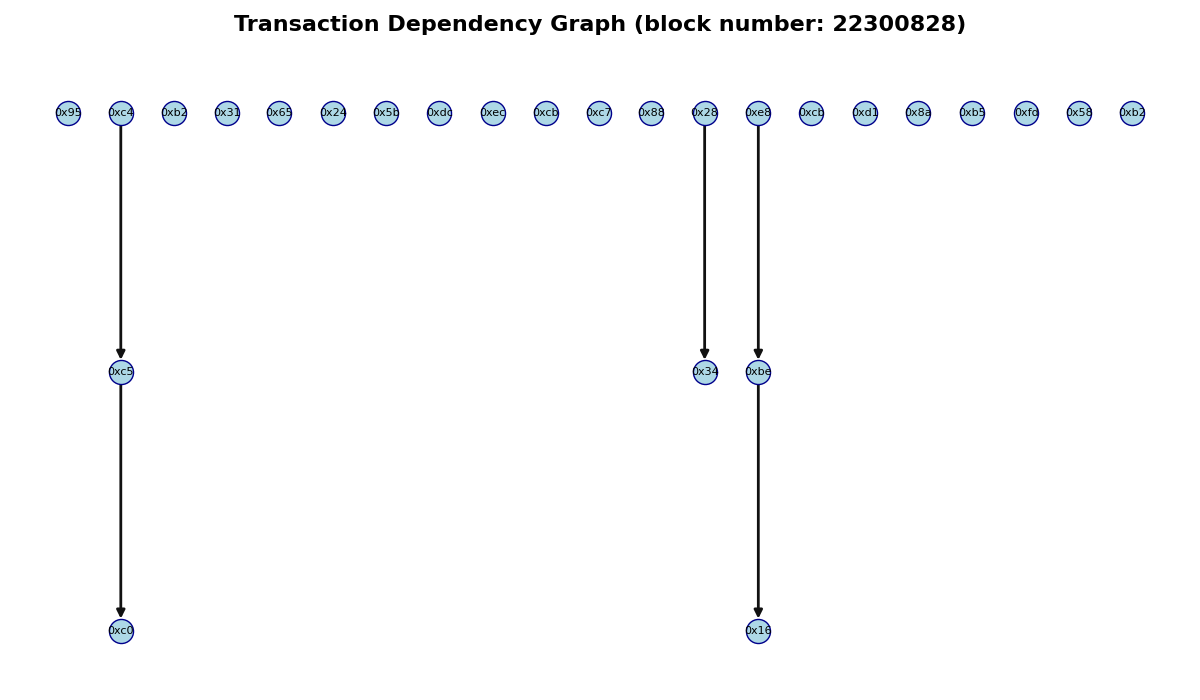 Transaction Dependency Graph (block number: 22300828)
0x95 0xc4 0xb2 0x31 0x65 0x24 0x5b 0xdc 0xec 0xcb 0xc7 0x88 0x28 0xe8 0xcb 0xd1 0x8a 0xb5 0xfd 0x58 0xb2
0xc5 0x34 0xbe
0xc0 0x16